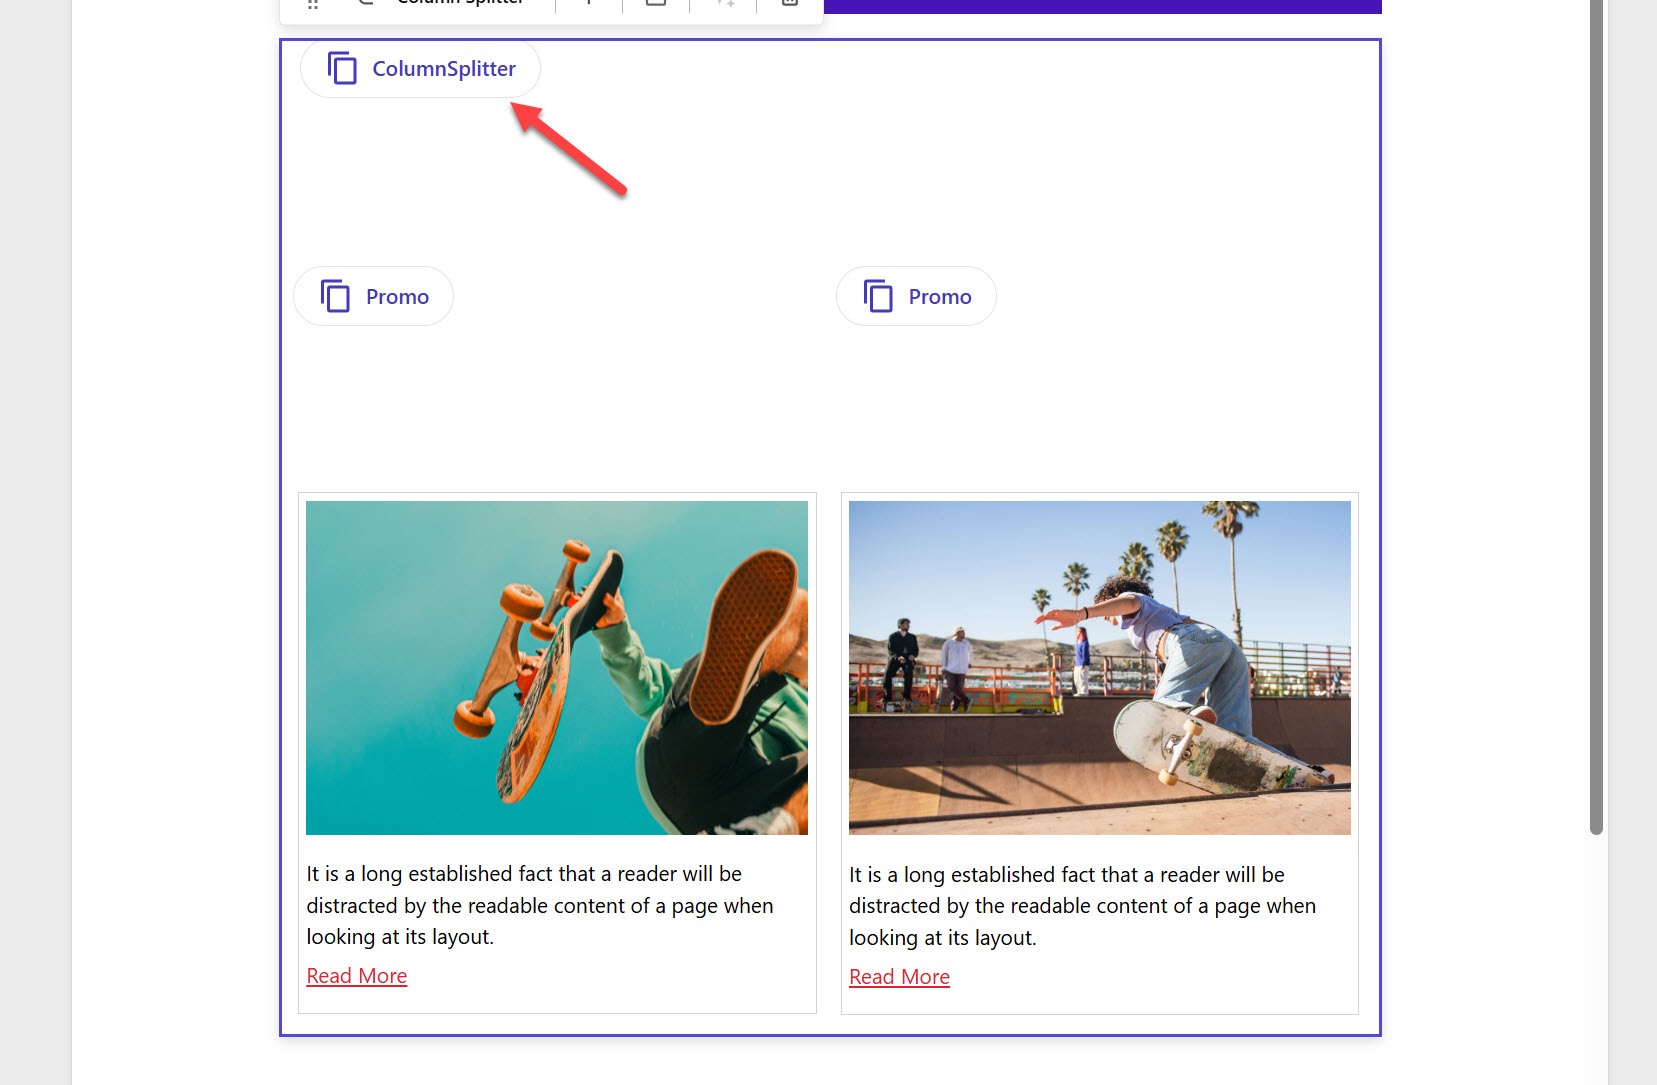 Column Splitter
ColumnSplitter
Promo
Promo
It is a long established fact that a reader will be
distracted by the readable content of a page when
looking at its layout.
Read More
It is a long established fact that a reader will be
distracted by the readable content of a page when
looking at its layout.
Read More